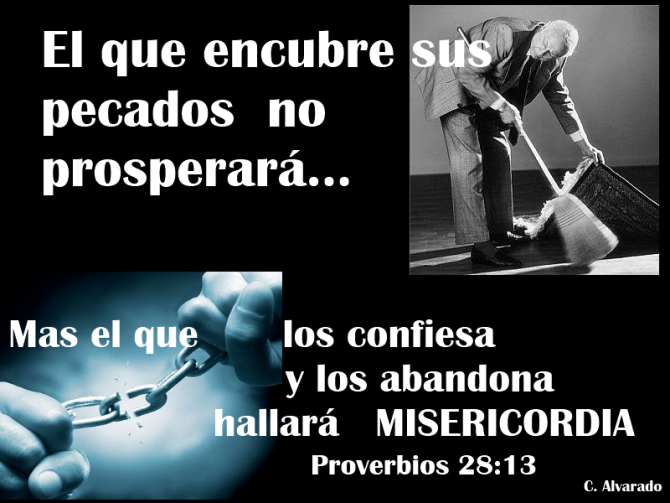 El que encubre sus
pecados no
prosperará...
Mas el que los confiesa
y los abandona
hallará MISERICORDIA
Proverbios 28:13
C. Alvarado